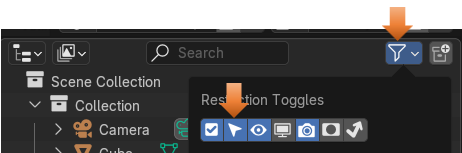 Search
Scene Collection
Collection
Restriction Toggles
Camera
Cube